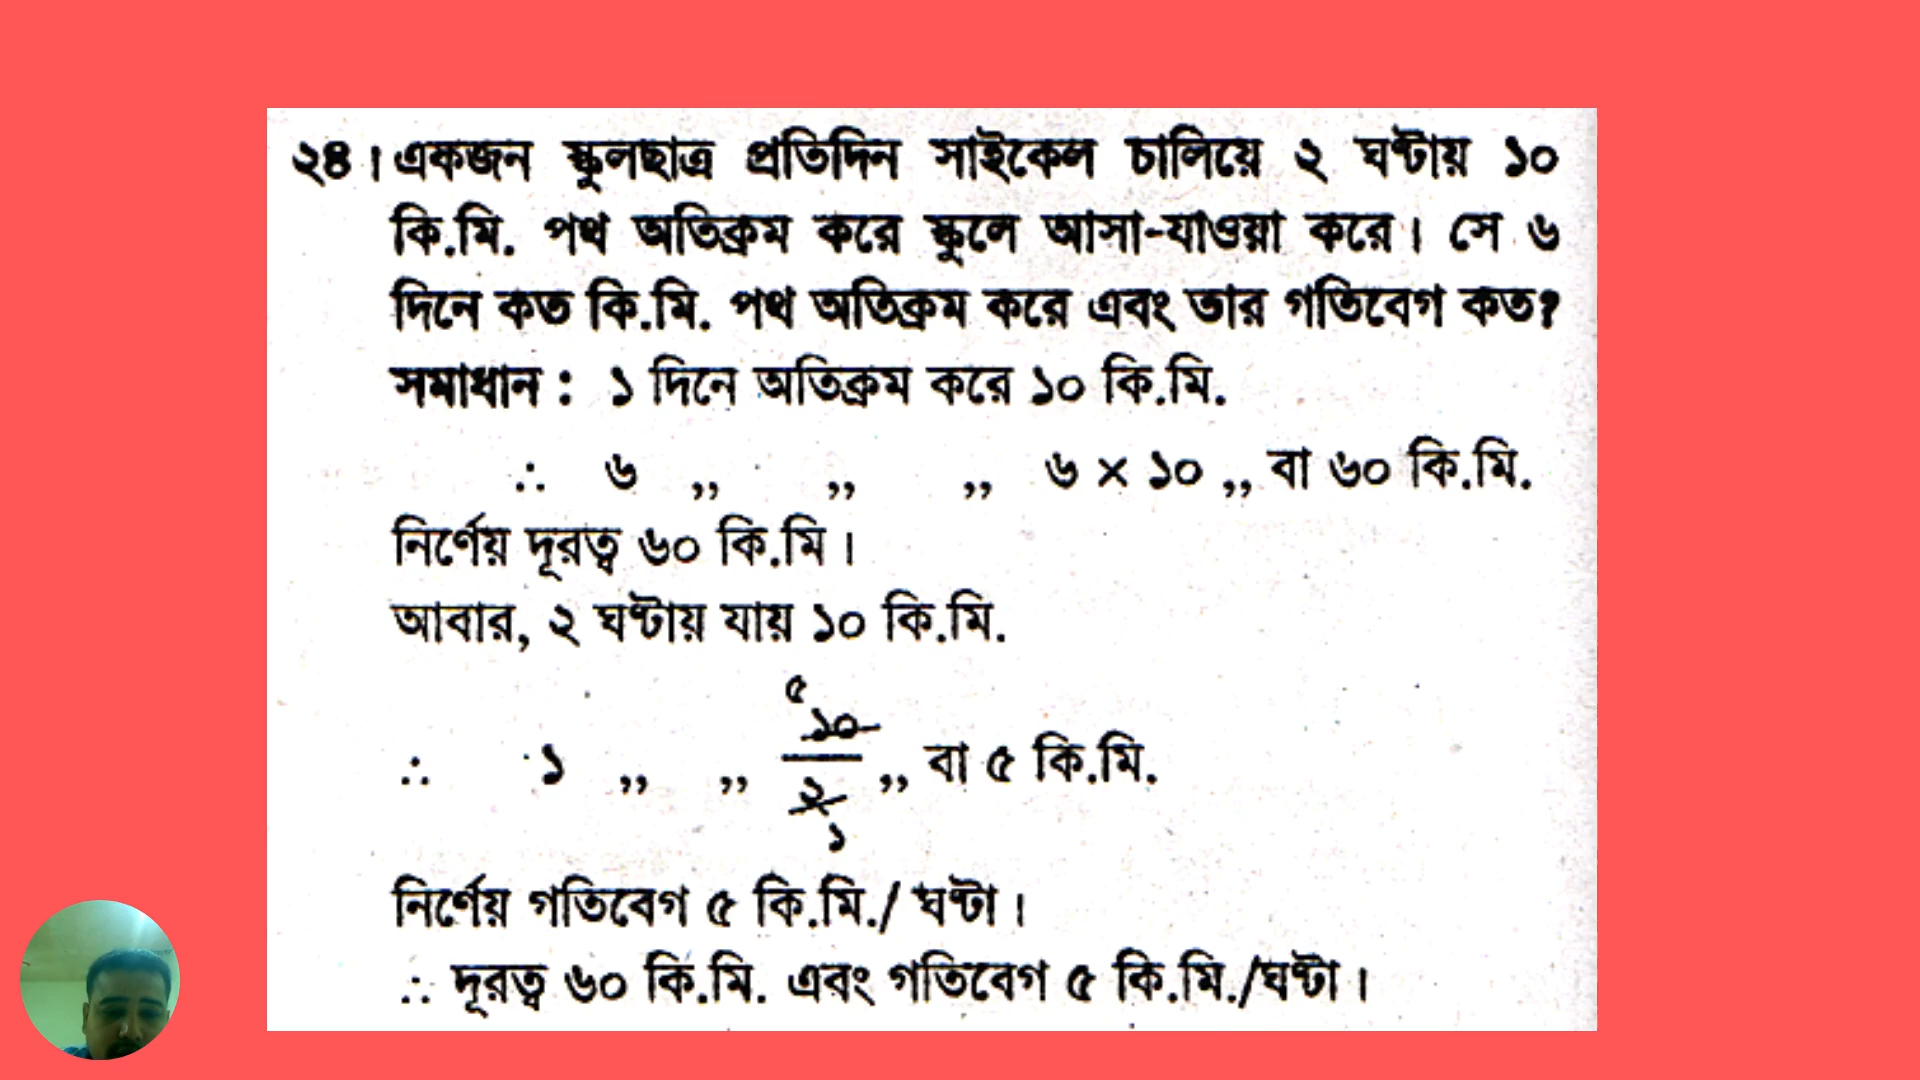 ২৪। একজন স্কুলছাত্র প্রতিদিন সাইকেল চালিয়ে ২ ঘণ্টায় ১০
কি.মি. পথ অতিক্রম করে স্কুলে আসা-যাওয়া করে। সে ৬
দিনে কত কি.মি. পথ অতিক্রম করে এবং তার গতিবেগ কত?
সমাধান : ১ দিনে অতিক্রম করে ১০ কি.মি.
∴ ৬ ,, ,, ,, ৬ × ১০ ,, বা ৬০ কি.মি.
নির্ণেয় দূরত্ব ৬০ কি.মি।
আবার, ২ ঘণ্টায় যায় ১০ কি.মি.
৫
১০
∴ ১ ,, ,, ,, বা ৫ কি.মি.
২
১
নির্ণেয় গতিবেগ ৫ কি.মি./ ঘণ্টা।
∴ দূরত্ব ৬০ কি.মি. এবং গতিবেগ ৫ কি.মি./ঘণ্টা।